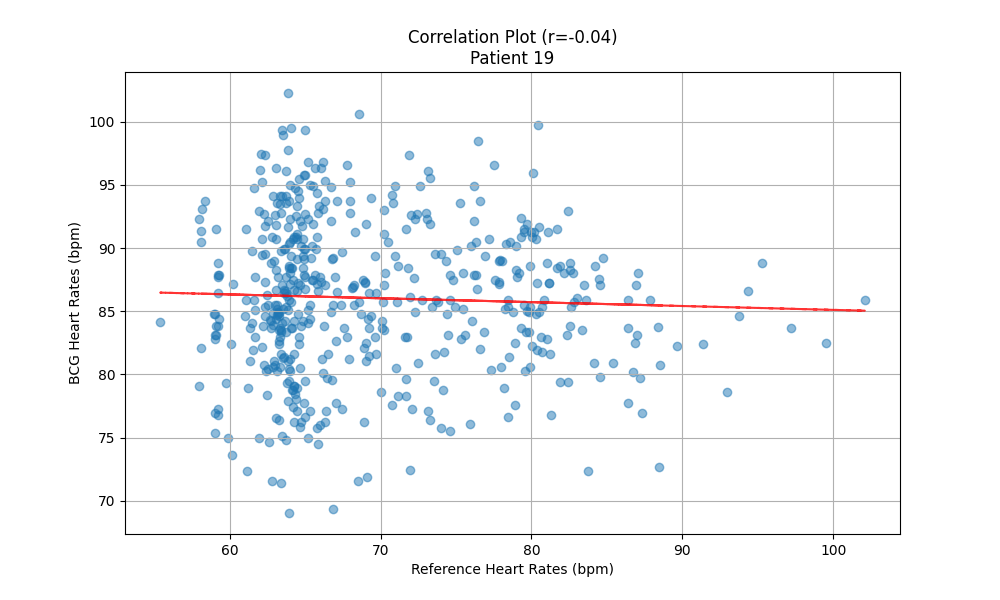 Correlation Plot (r=-0.04)
Patient 19
100
95
90
85
80
75
70
BCG Heart Rates (bpm)
60 70 80 90 100
Reference Heart Rates (bpm)